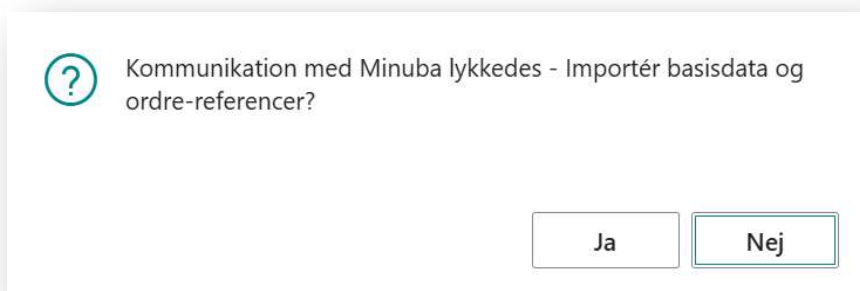 Kommunikation med Minuba lykkedes - Importér basisdata og
ordre-referencer?
Ja
Nej